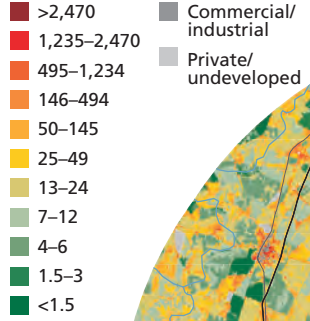 >2,470
1,235–2,470
495–1,234
146–494
50–145
25–49
13–24
7–12
4–6
1.5–3
<1.5
Commercial/
industrial
Private/
undeveloped